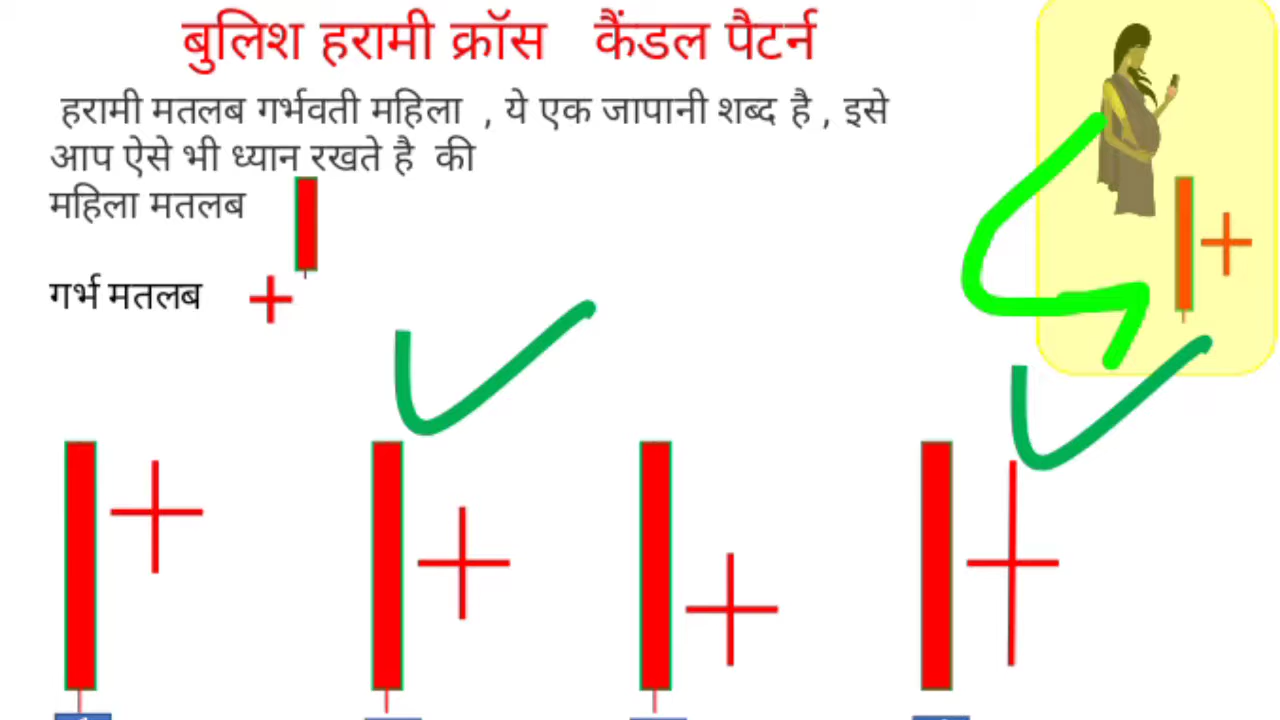 बुलिश हरामी क्रॉस कैंडल पैटर्न
हरामी मतलब गर्भवती महिला , ये एक जापानी शब्द है , इसे
आप ऐसे भी ध्यान रखते है की
महिला मतलब
गर्भ मतलब